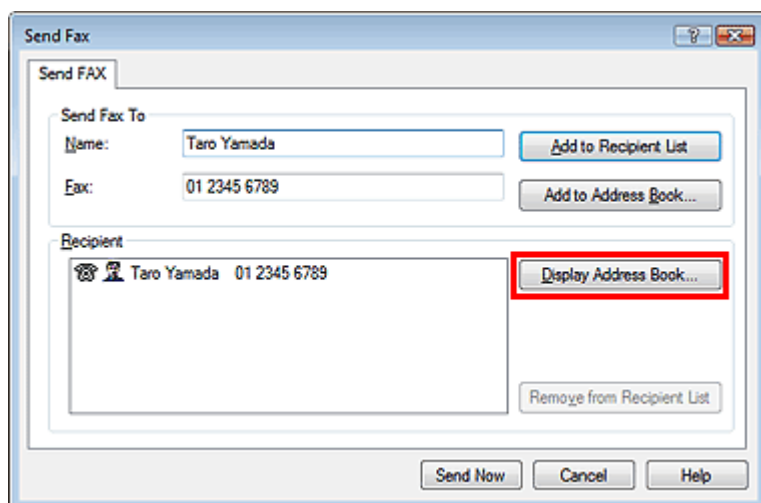 Send Fax
Send FAX
Send Fax To
Name: Taro Yamada Add to Recipient List
Fax: 01 2345 6789 Add to Address Book...
Recipient
Taro Yamada 01 2345 6789 Display Address Book...
Remove from Recipient List
Send Now Cancel Help